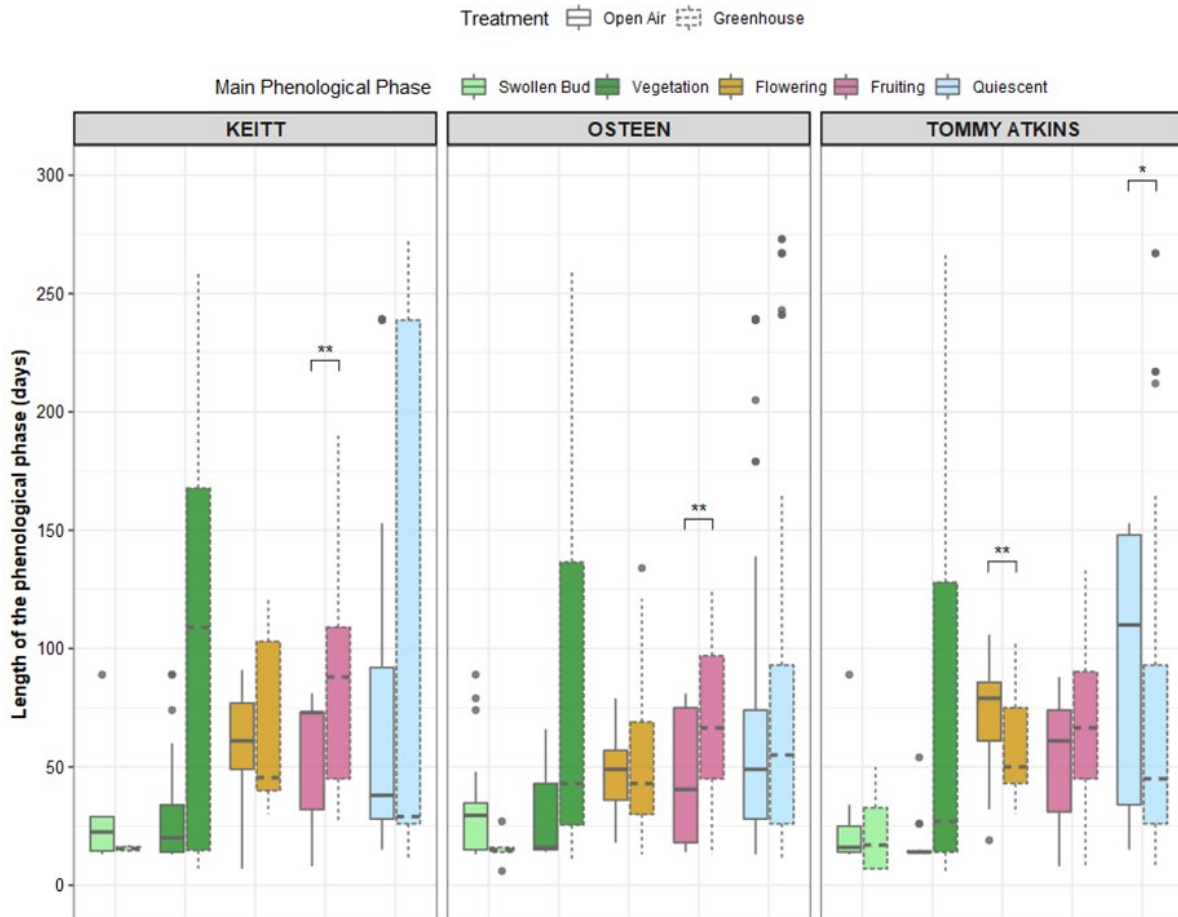 Treatment Open Air Greenhouse
Main Phenological Phase Swollen Bud Vegetation Flowering Fruiting Quiescent
KEITT OSTEEN TOMMY ATKINS
Length of the phenological phase (days)
300
250
200
150
100
50
0
**
**
**
*